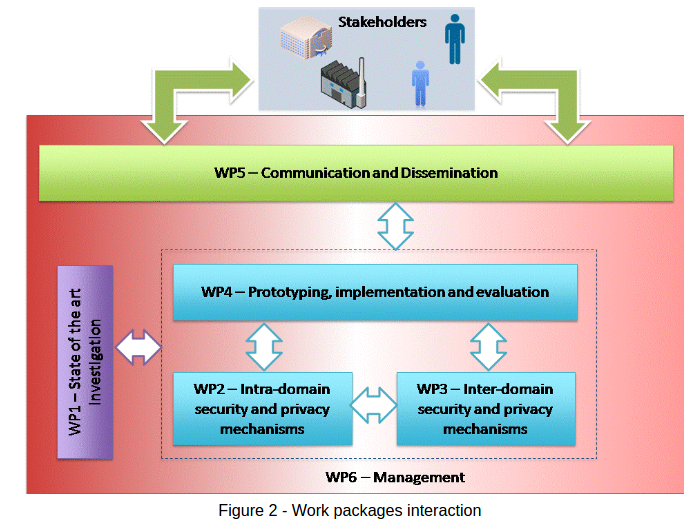 Stakeholders
WP5 – Communication and Dissemination
WP4 – Prototyping, implementation and evaluation
WP1 – State of the art
investigation
WP2 – Intra-domain
security and privacy
mechanisms
WP3 – Inter-domain
security and privacy
mechanisms
WP6 – Management
Figure 2 - Work packages interaction